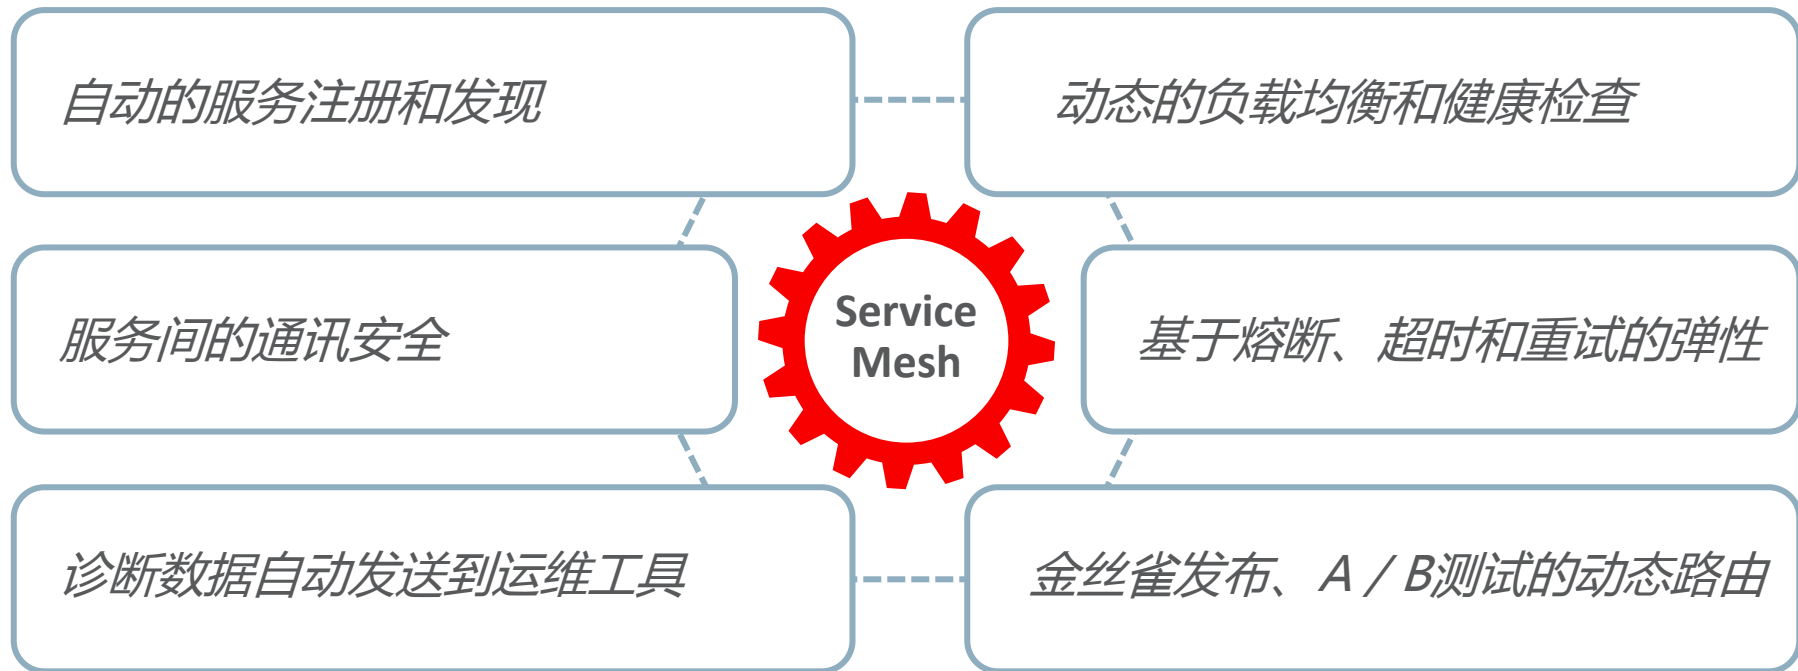 自动的服务注册和发现
动态的负载均衡和健康检查
服务间的通讯安全
Service
Mesh
基于熔断、超时和重试的弹性
诊断数据自动发送到运维工具
金丝雀发布、A / B测试的动态路由